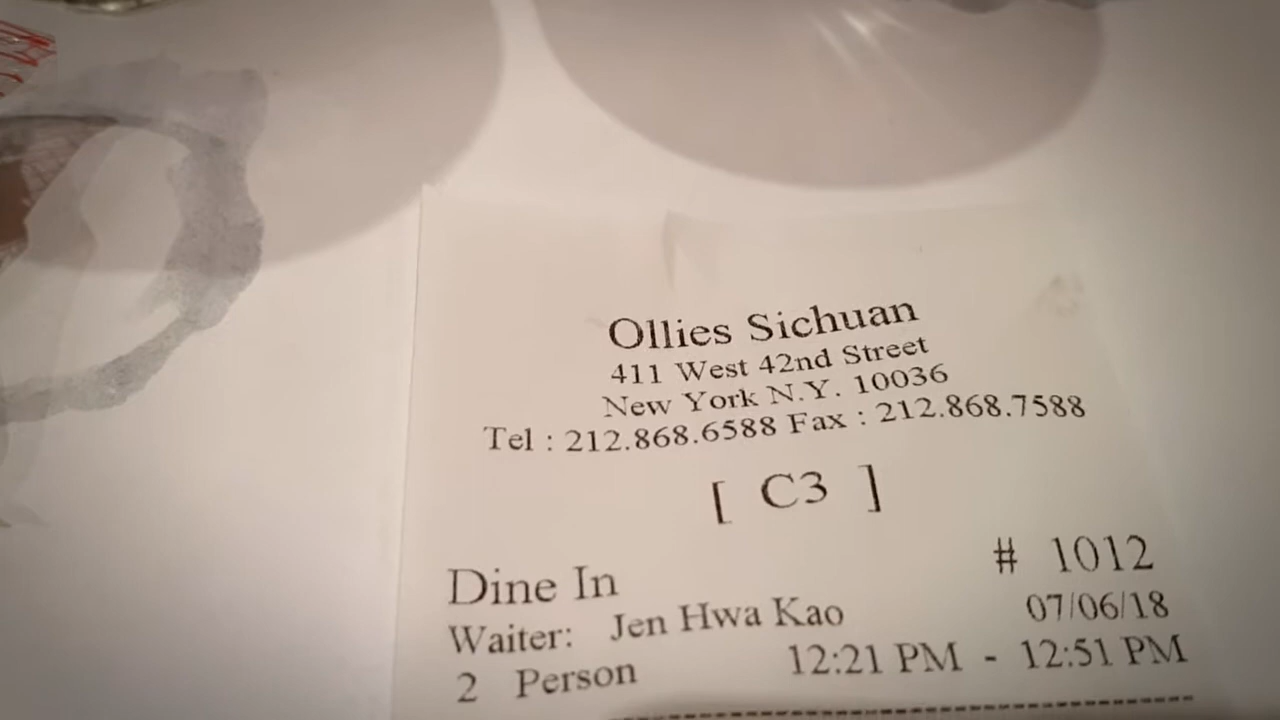 Ollies Sichuan
411 West 42nd Street
New York N.Y. 10036
Tel : 212.868.6588 Fax : 212.868.7588
[ C3 ]
Dine In # 1012
Waiter: Jen Hwa Kao 07/06/18
2 Person 12:21 PM - 12:51 PM